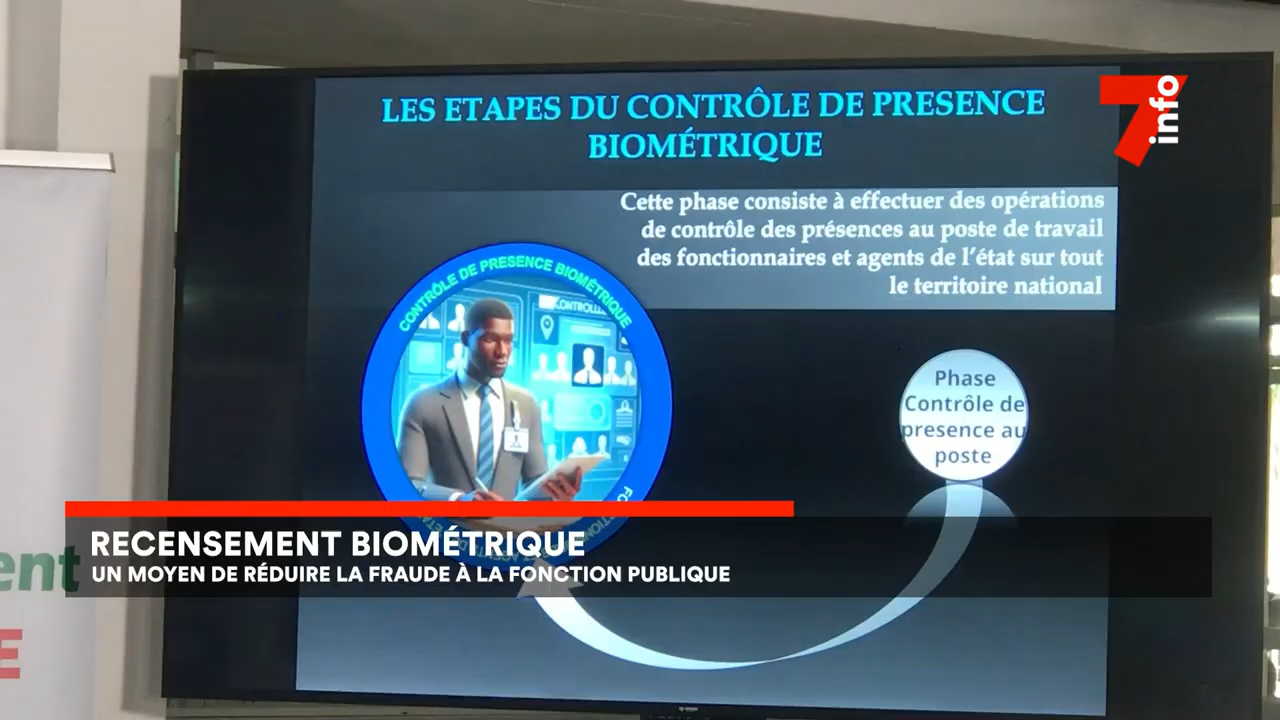 LES ETAPES DU CONTRÔLE DE PRESENCE
BIOMÉTRIQUE
7
info
Cette phase consiste à effectuer des opérations
de contrôle des présences au poste de travail
des fonctionnaires et agents de l'état sur tout
le territoire national
CONTRÔLE DE PRESENCE BIOMÉTRIQUE
Phase
Contrôle de
presence au
poste
RECENSEMENT BIOMÉTRIQUE
UN MOYEN DE RÉDUIRE LA FRAUDE À LA FONCTION PUBLIQUE
ent
E